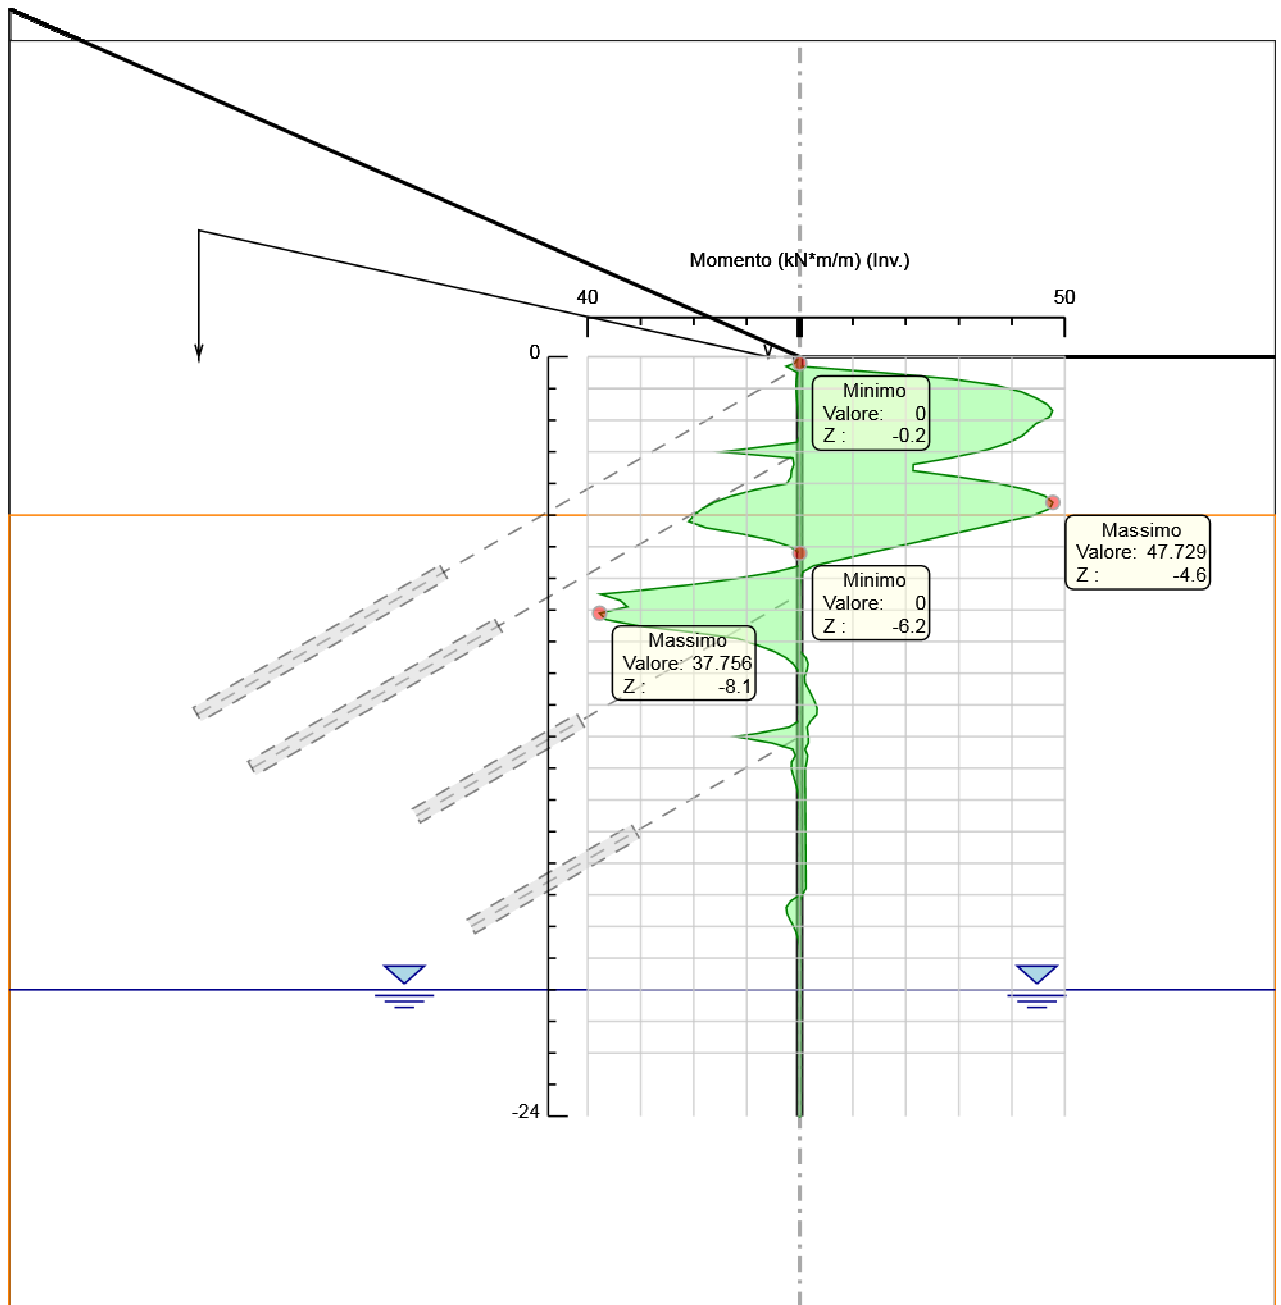 Momento (kN*m/m) (Inv.)
40
50
V
0
Minimo
Valore: 0
Z : -0.2
Massimo
Valore: 47.729
Z : -4.6
Minimo
Valore: 0
Z : -6.2
Massimo
Valore: 37.756
Z : -8.1
-24